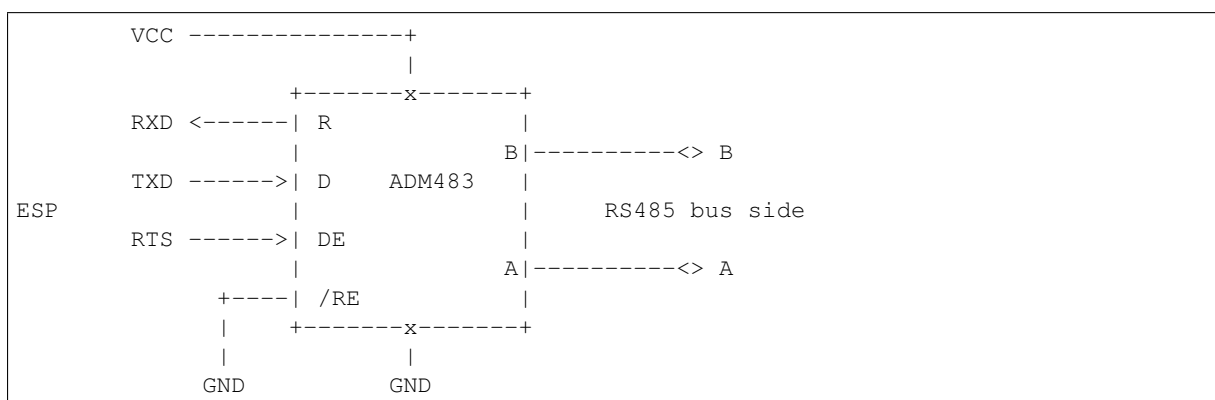 VCC ---------------+
|
+-------x-------+
RXD <------| R |
| B|----------<> B
TXD ------>| D ADM483 |
ESP | | RS485 bus side
RTS ------>| DE |
| A|----------<> A
+----| /RE |
| +-------x-------+
| |
GND GND